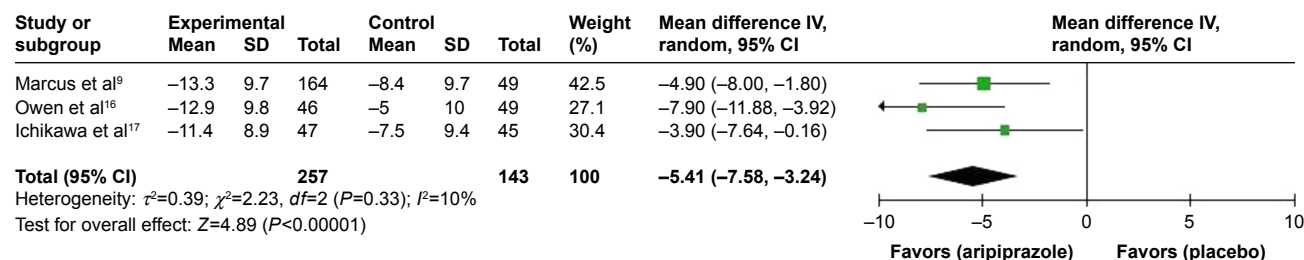 Study or subgroup Experimental Control Weight (%) Mean difference IV, random, 95% CI Mean difference IV, random, 95% CI
Mean SD Total Mean SD Total
Marcus et al⁹ –13.3 9.7 164 –8.4 9.7 49 42.5 –4.90 (–8.00, –1.80)
Owen et al¹⁶ –12.9 9.8 46 –5 10 49 27.1 –7.90 (–11.88, –3.92)
Ichikawa et al¹⁷ –11.4 8.9 47 –7.5 9.4 45 30.4 –3.90 (–7.64, –0.16)
Total (95% CI) 257 143 100 –5.41 (–7.58, –3.24)
Heterogeneity: τ²=0.39; χ²=2.23, df=2 (P=0.33); I²=10%
Test for overall effect: Z=4.89 (P<0.00001)
–10 –5 0 5 10
Favors (aripiprazole) Favors (placebo)